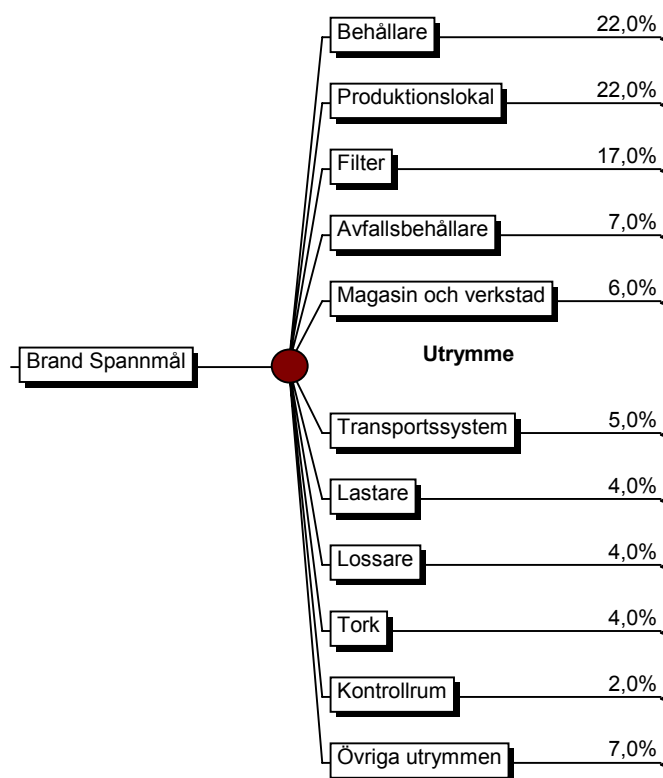 Behållare 22,0%
Produktionslokal 22,0%
Filter 17,0%
Avfallsbehållare 7,0%
Magasin och verkstad 6,0%
Brand Spannmål
Utrymme
Transportssystem 5,0%
Lastare 4,0%
Lossare 4,0%
Tork 4,0%
Kontrollrum 2,0%
Övriga utrymmen 7,0%